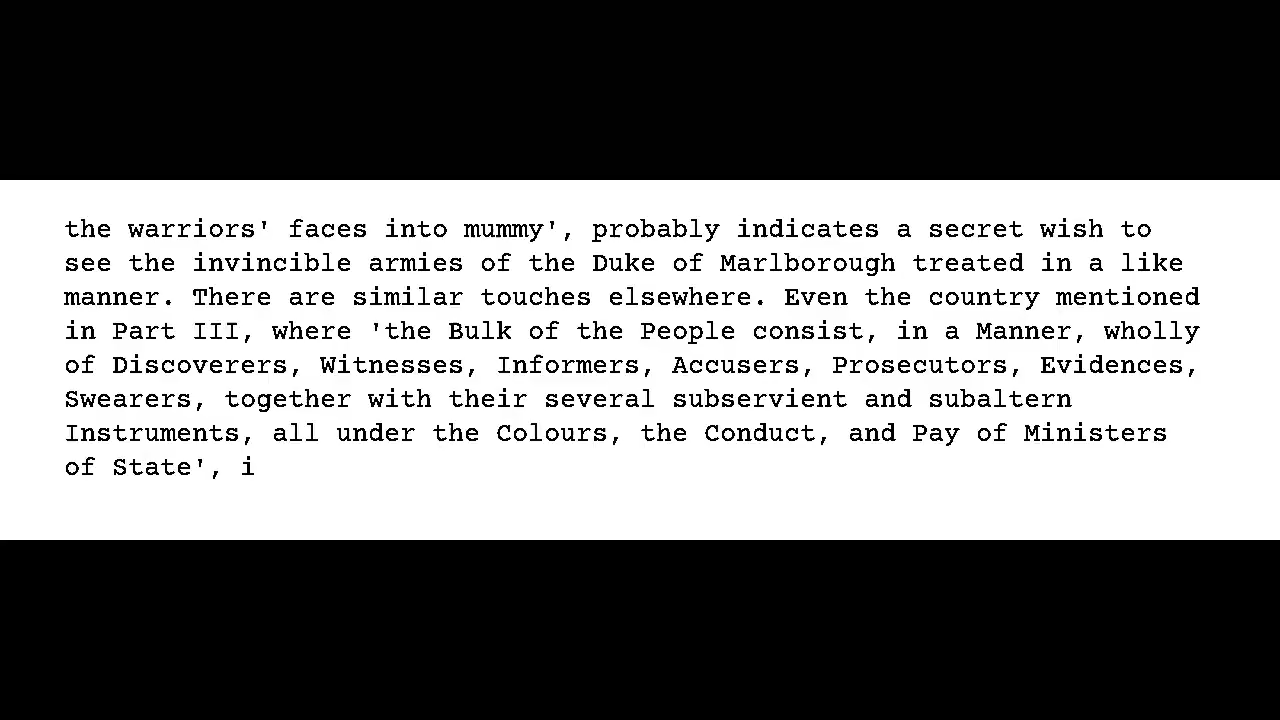 the warriors' faces into mummy', probably indicates a secret wish to
see the invincible armies of the Duke of Marlborough treated in a like
manner. There are similar touches elsewhere. Even the country mentioned
in Part III, where 'the Bulk of the People consist, in a Manner, wholly
of Discoverers, Witnesses, Informers, Accusers, Prosecutors, Evidences,
Swearers, together with their several subservient and subaltern
Instruments, all under the Colours, the Conduct, and Pay of Ministers
of State', i